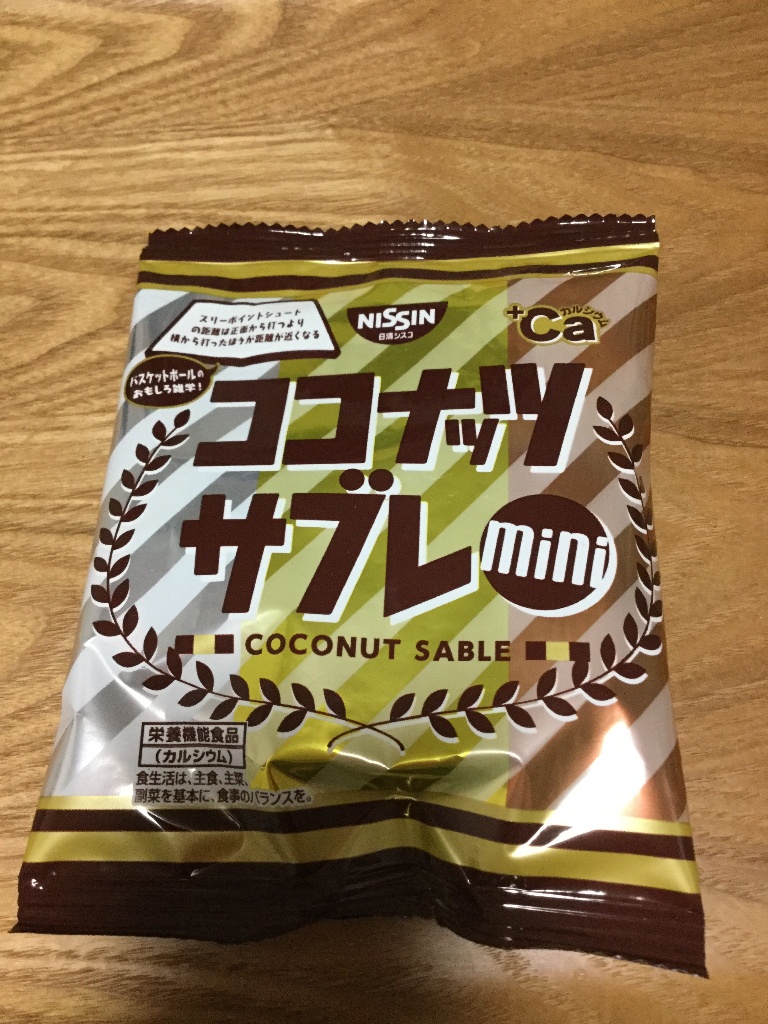 スリーポイントシュート
の距離は正面から打つより
横から打ったほうが距離が近くなる
NISSIN
日清シスコ
+Ca
カルシウム
バスケットボールの
おもしろ雑学!
ココナッツ
サブレ
mini
COCONUT SABLE
栄養機能食品
(カルシウム)
食生活は、主食、主菜、
副菜を基本に、食事のバランスを。